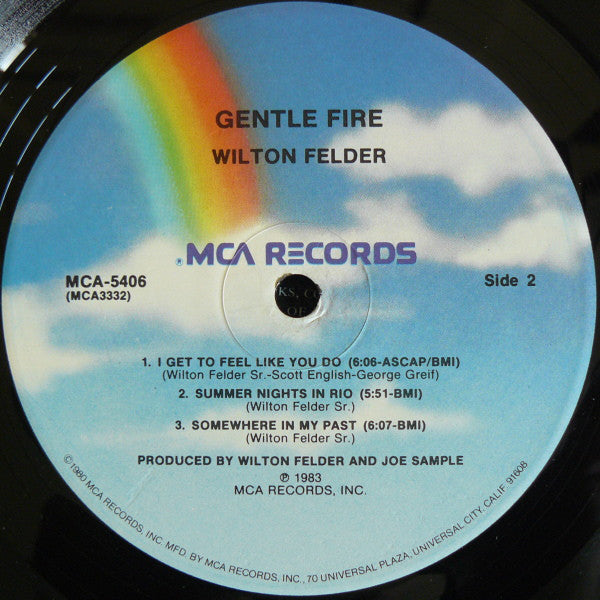 GENTLE FIRE
WILTON FELDER
® MCA RECORDS
MCA-5406
(MCA3332)
Side 2
1. I GET TO FEEL LIKE YOU DO (6:06-ASCAP/BMI)
(Wilton Felder Sr.-Scott English-George Greif)
2. SUMMER NIGHTS IN RIO (5:51-BMI)
(Wilton Felder Sr.)
3. SOMEWHERE IN MY PAST (6:07-BMI)
(Wilton Felder Sr.)
PRODUCED BY WILTON FELDER AND JOE SAMPLE
℗ 1983
MCA RECORDS, INC.
©1980 MCA RECORDS, INC. MFD. BY MCA RECORDS, INC., 70 UNIVERSAL PLAZA, UNIVERSAL CITY, CALIF. 91608